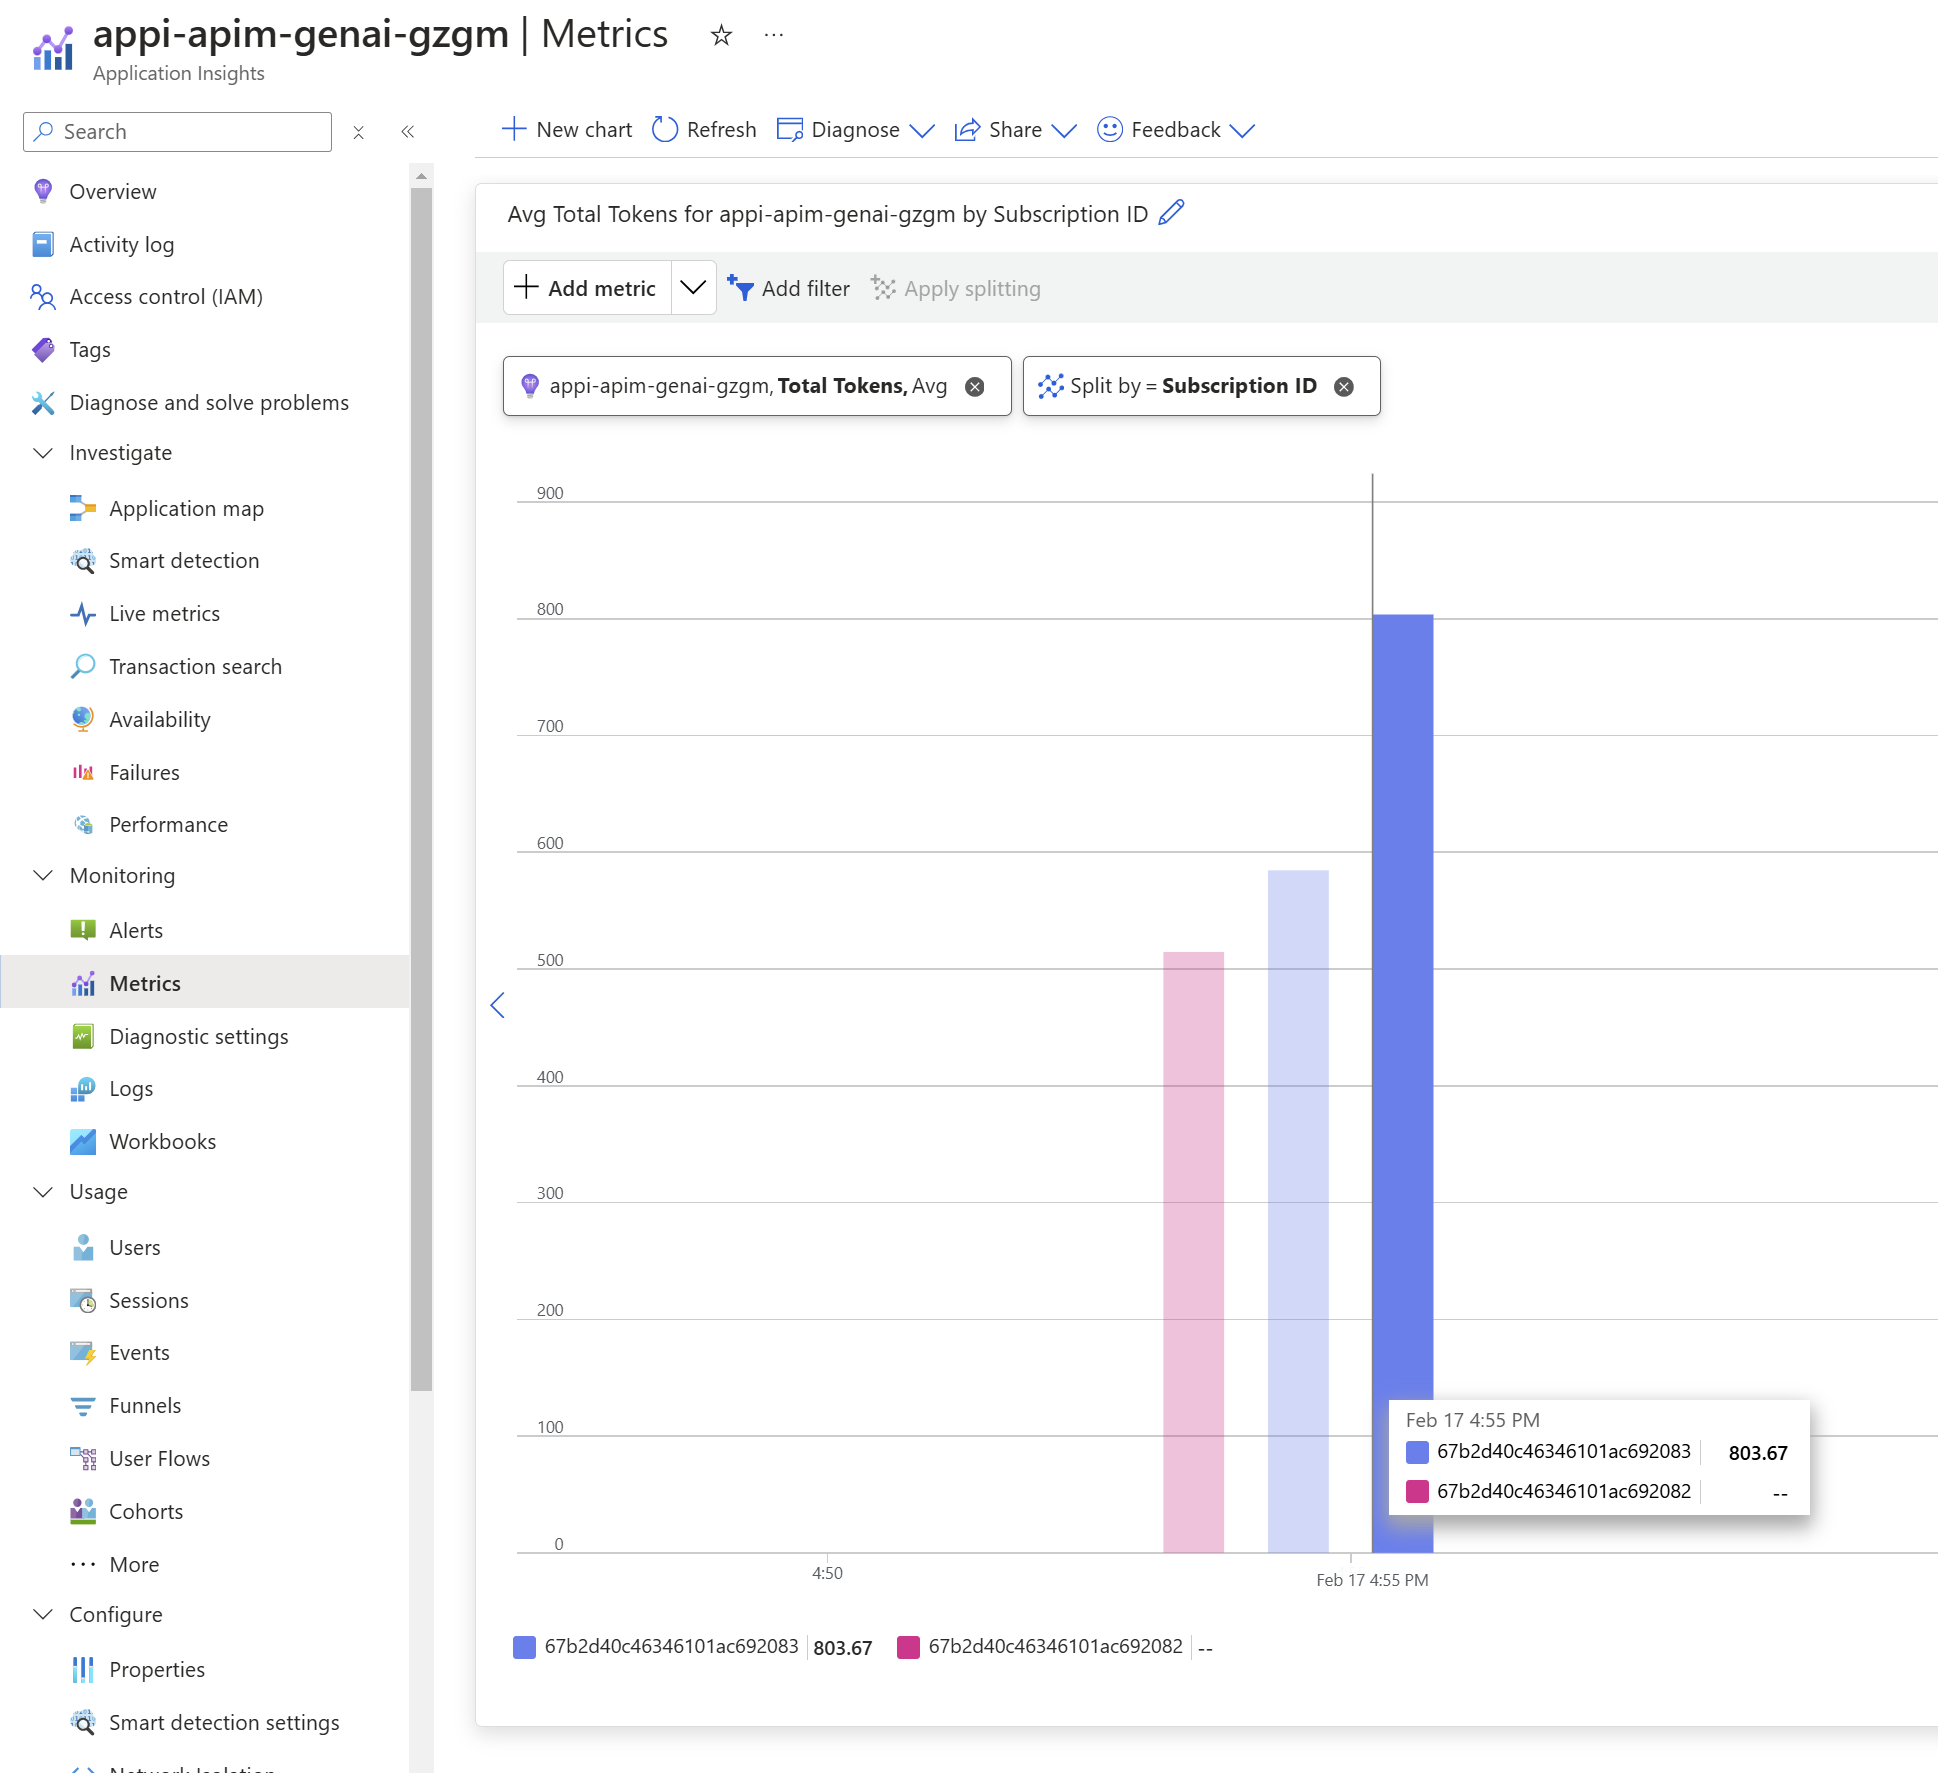 appi-apim-genai-gzgm | Metrics
Application Insights
Search
New chart
Refresh
Diagnose
Share
Feedback
Overview
Activity log
Access control (IAM)
Tags
Diagnose and solve problems
Investigate
Application map
Smart detection
Live metrics
Transaction search
Availability
Failures
Performance
Monitoring
Alerts
Metrics
Diagnostic settings
Logs
Workbooks
Usage
Users
Sessions
Events
Funnels
User Flows
Cohorts
More
Configure
Properties
Smart detection settings
Network Isolation
Avg Total Tokens for appi-apim-genai-gzgm by Subscription ID
Add metric
Add filter
Apply splitting
appi-apim-genai-gzgm, Total Tokens, Avg
Split by = Subscription ID
900
800
700
600
500
400
300
200
100
0
4:50
Feb 17 4:55 PM
Feb 17 4:55 PM
67b2d40c46346101ac692083 803.67
67b2d40c46346101ac692082 --
67b2d40c46346101ac692083 803.67
67b2d40c46346101ac692082 --